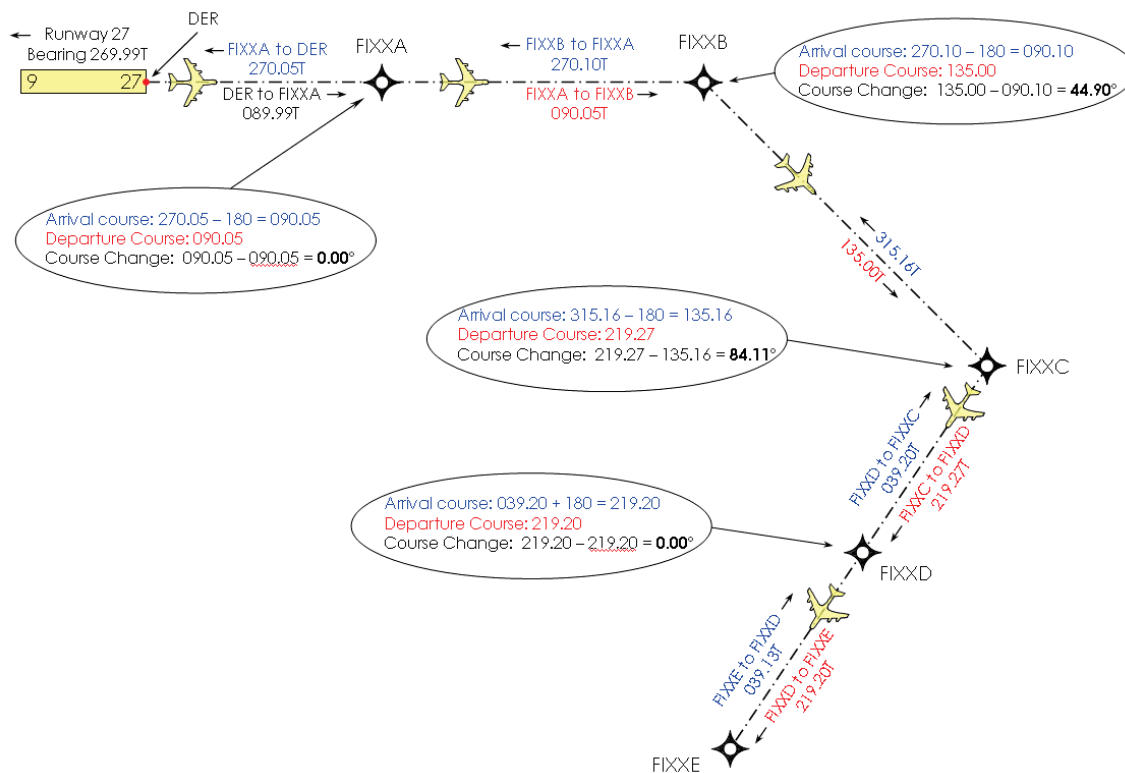 ← Runway 27
Bearing 269.99T
DER
9
27
← FIXXA to DER
270.05T
DER to FIXXA →
089.99T
FIXXA
← FIXXB to FIXXA
270.10T
FIXXA to FIXXB →
090.05T
FIXXB
Arrival course: 270.10 – 180 = 090.10
Departure Course: 135.00
Course Change: 135.00 – 090.10 = 44.90°
Arrival course: 270.05 – 180 = 090.05
Departure Course: 090.05
Course Change: 090.05 – 090.05 = 0.00°
← 315.16T
135.00T →
Arrival course: 315.16 – 180 = 135.16
Departure Course: 219.27
Course Change: 219.27 – 135.16 = 84.11°
FIXXC
FIXXD to FIXXC →
039.20T
← FIXXC to FIXXD
219.27T
Arrival course: 039.20 + 180 = 219.20
Departure Course: 219.20
Course Change: 219.20 – 219.20 = 0.00°
FIXXD
FIXXE to FIXXD →
039.13T
← FIXXD to FIXXE
219.20T
FIXXE